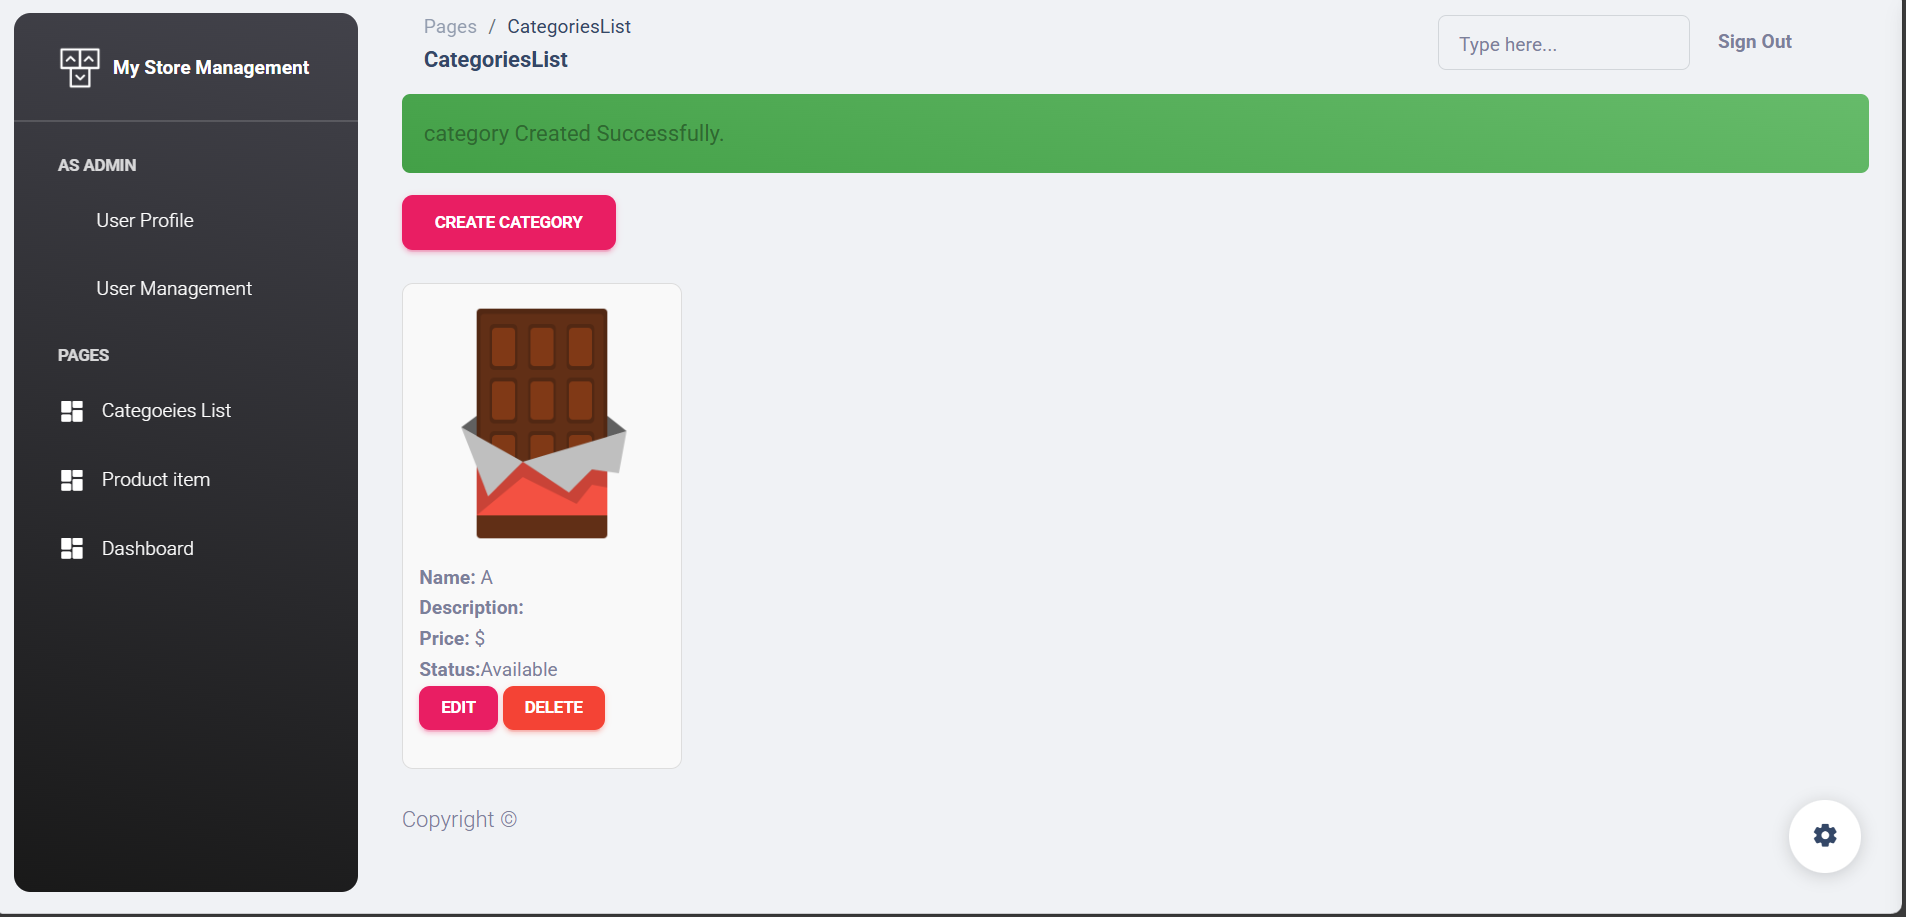 My Store Management
AS ADMIN
User Profile
User Management
PAGES
Categoeies List
Product item
Dashboard
Pages / CategoriesList
CategoriesList
Type here...
Sign Out
category Created Successfully.
CREATE CATEGORY
Name: A
Description:
Price: $
Status:Available
EDIT DELETE
Copyright ©